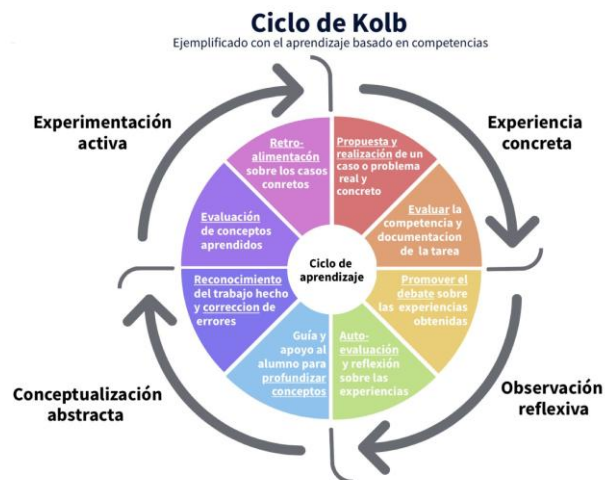 Ciclo de Kolb
Ejemplificado con el aprendizaje basado en competencias
Experimentación
activa
Experiencia
concreta
Retro-
alimentacón
sobre los casos
conretos
Propuesta y
realización de un
caso o problema
real y
concreto
Evaluación
de conceptos
aprendidos
Evaluar la
competencia y
documentacion
de la tarea
Ciclo de
aprendizaje
Reconocimiento
del trabajo hecho
y correccion de
errores
Promover el
debate sobre
las experiencias
obtenidas
Guía y
apoyo al
alumno para
profundizar
conceptos
Auto-
evaluación
y reflexión
sobre las
experiencias
Conceptualización
abstracta
Observación
reflexiva